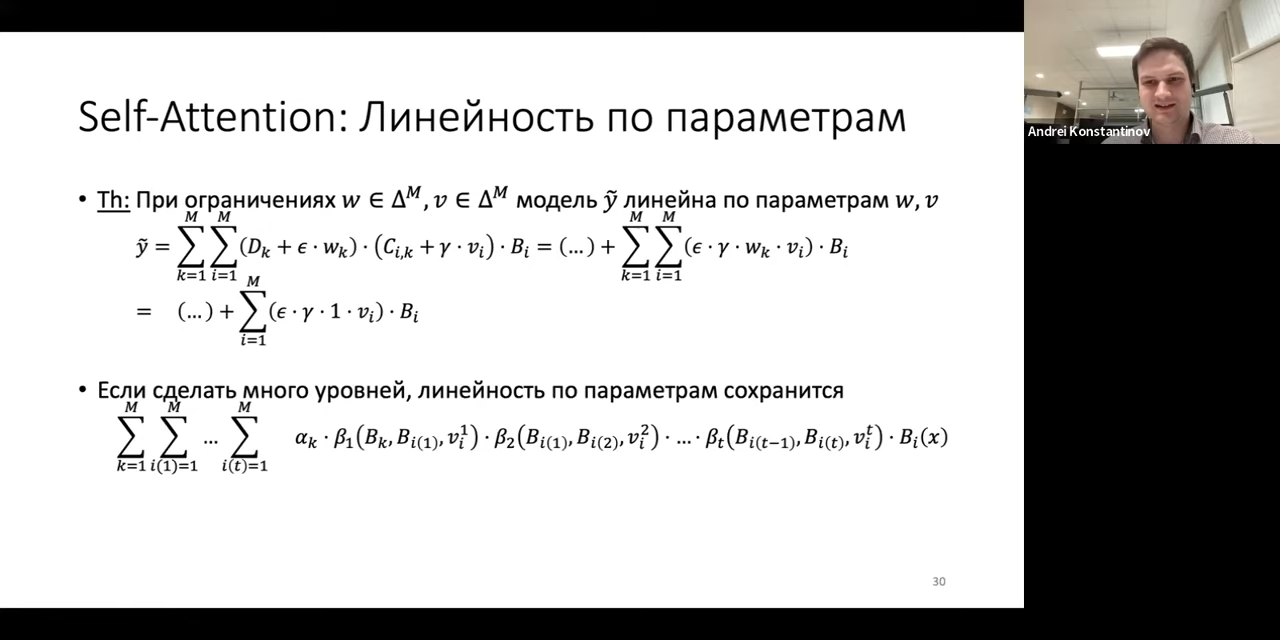 Self-Attention: Линейность по параметрам
Andrei Konstantinov
• Th: При ограничениях w ∈ Δ^M, v ∈ Δ^M модель ỹ линейна по параметрам w, v
ỹ = ∑_{k=1}^{M} ∑_{i=1}^{M} (D_k + ϵ · w_k) · (C_{i,k} + γ · v_i) · B_i = (…) + ∑_{k=1}^{M} ∑_{i=1}^{M} (ϵ · γ · w_k · v_i) · B_i
= (…) + ∑_{i=1}^{M} (ϵ · γ · 1 · v_i) · B_i
• Если сделать много уровней, линейность по параметрам сохранится
∑_{k=1}^{M} ∑_{i(1)=1}^{M} … ∑_{i(t)=1}^{M} α_k · β_1(B_k, B_{i(1)}, v_i^1) · β_2(B_{i(1)}, B_{i(2)}, v_i^2) · … · β_t(B_{i(t−1)}, B_{i(t)}, v_i^t) · B_i(x)
30